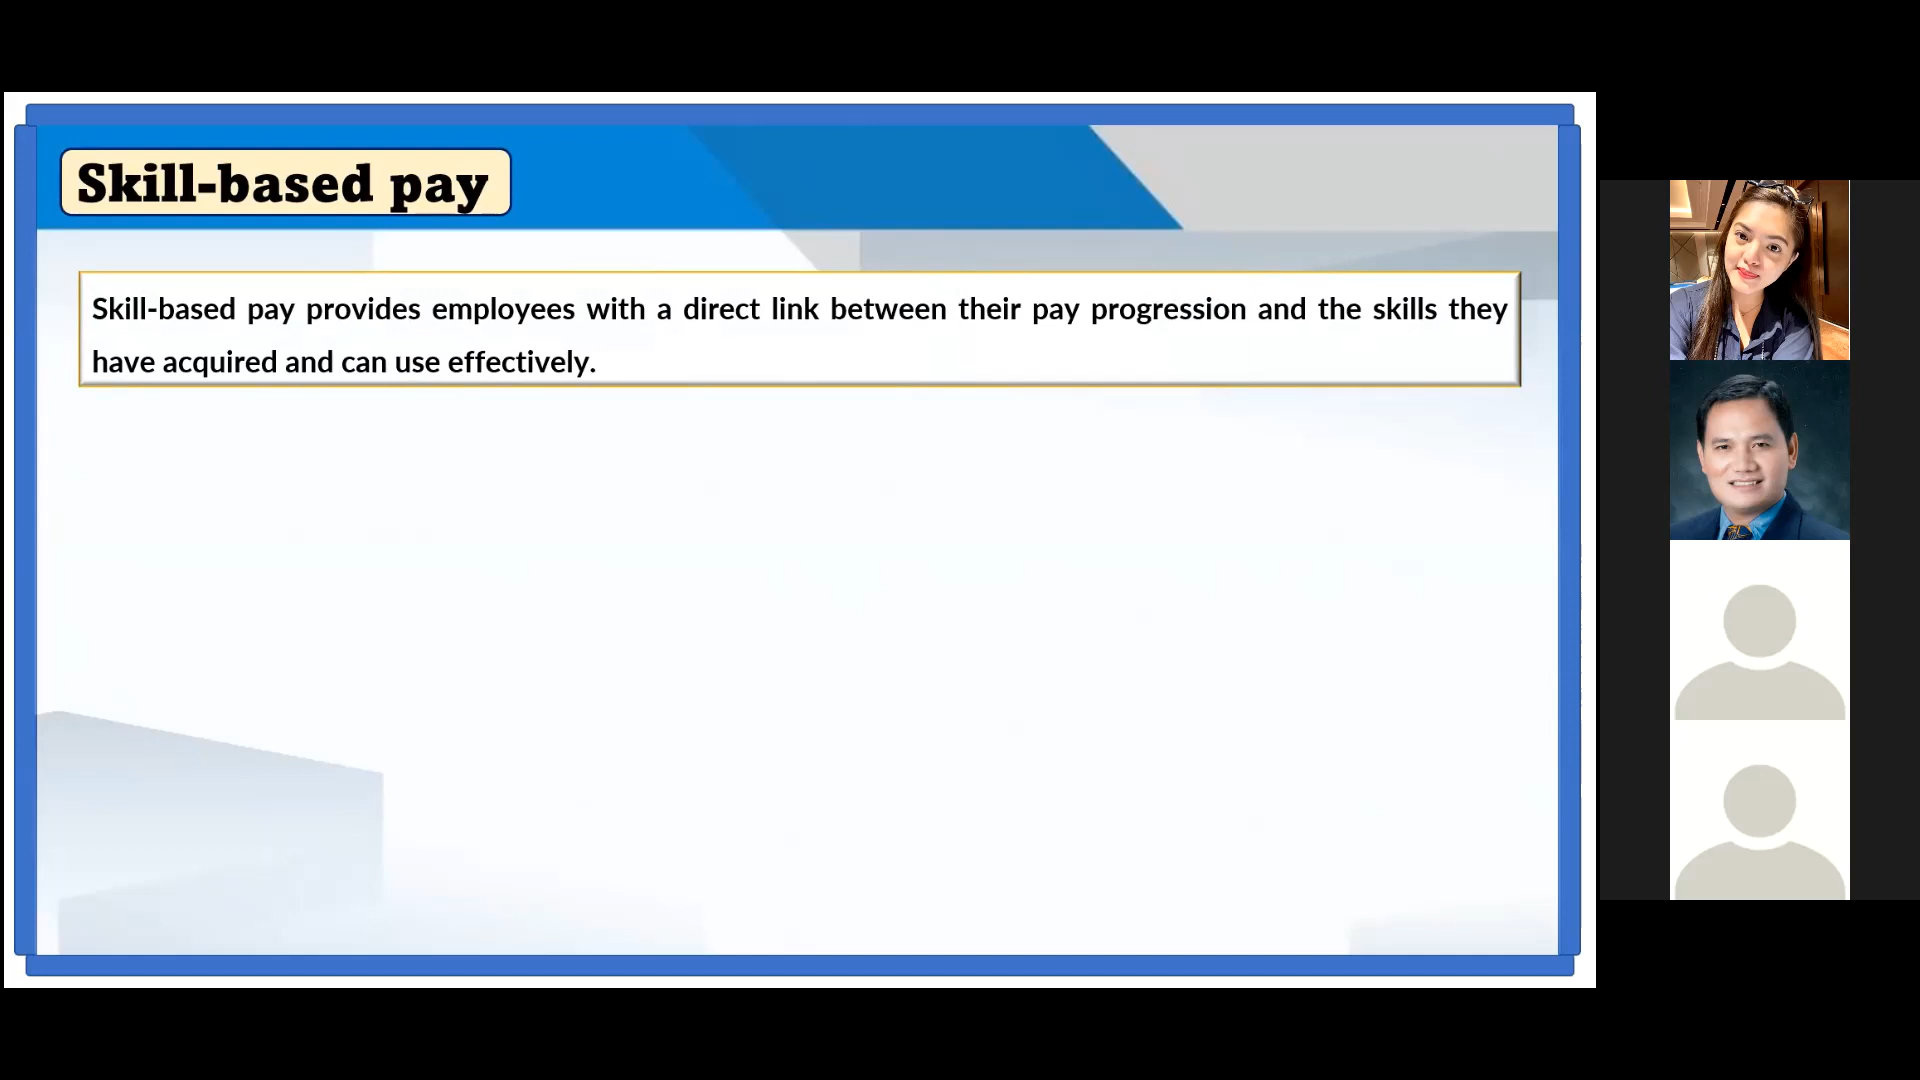 Skill-based pay
Skill-based pay provides employees with a direct link between their pay progression and the skills they
have acquired and can use effectively.